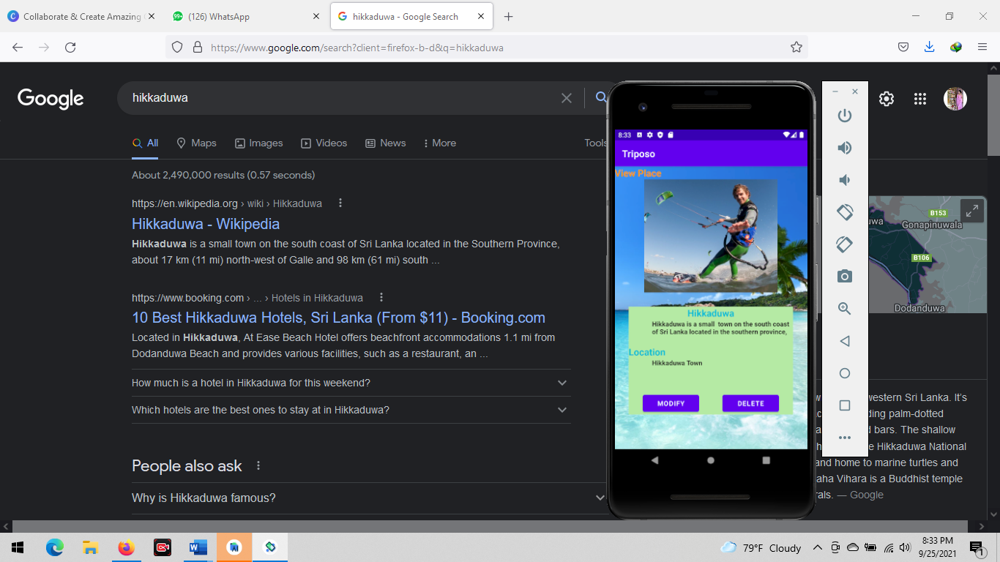 Collaborate & Create Amazing
99+
(126) WhatsApp
hikkaduwa - Google Search
https://www.google.com/search?client=firefox-b-d&q=hikkaduwa
Google
hikkaduwa
All
Maps
Images
Videos
News
More
Tools
About 2,490,000 results (0.57 seconds)
https://en.wikipedia.org › wiki › Hikkaduwa
Hikkaduwa - Wikipedia
Hikkaduwa is a small town on the south coast of Sri Lanka located in the Southern Province,
about 17 km (11 mi) north-west of Galle and 98 km (61 mi) south ...
https://www.booking.com › ... › Hotels in Hikkaduwa
10 Best Hikkaduwa Hotels, Sri Lanka (From $11) - Booking.com
Located in Hikkaduwa, At Ease Beach Hotel offers beachfront accommodations 1.1 mi from
Dodanduwa Beach and provides various facilities, such as a restaurant, an ...
How much is a hotel in Hikkaduwa for this weekend?
Which hotels are the best ones to stay at in Hikkaduwa?
People also ask
Why is Hikkaduwa famous?
8:33
Triposo
View Place
Hikkaduwa
Hikkaduwa is a small town on the south coast
of Sri Lanka located in the southern province,
Location
Hikkaduwa Town
MODIFY
DELETE
B153
Gonapinuwala
B106
Dodanduwa
western Sri Lanka. It's
palm-dotted
bars. The shallow
Hikkaduwa National
and home to marine turtles and
Vihara is a Buddhist temple
— Google
79°F Cloudy
8:33 PM
9/25/2021
1